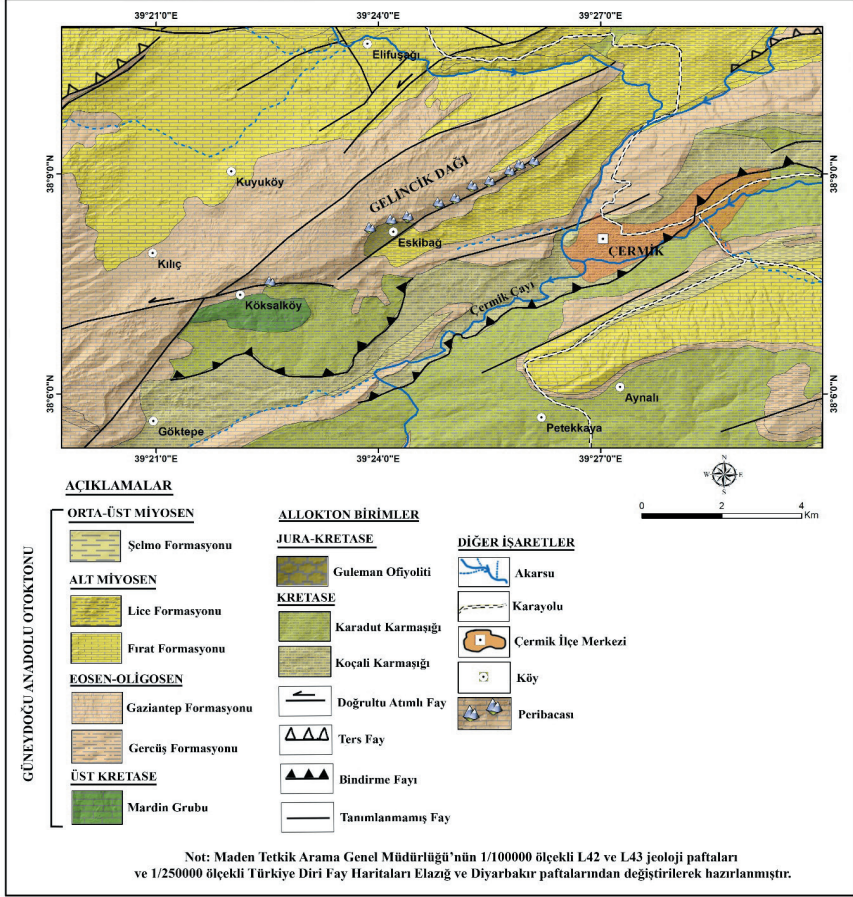 39°21'0"E
39°24'0"E
39°27'0"E
Elifuşağı
38°9'0"N
38°9'0"N
Kuyuköy
GELİNCİK DAĞI
Eskibağ
ÇERMİK
Kılıç
Çermik Çayı
Köksalköy
38°6'0"N
38°6'0"N
Aynalı
Göktepe
Petekkaya
39°21'0"E
39°24'0"E
39°27'0"E
N
W
E
S
0
2
4
Km
AÇIKLAMALAR
GÜNEYDOĞU ANADOLU OTOKTONU
ORTA-ÜST MİYOSEN
Şelmo Formasyonu
ALT MİYOSEN
Lice Formasyonu
Fırat Formasyonu
EOSEN-OLİGOSEN
Gaziantep Formasyonu
Gercüş Formasyonu
ÜST KRETASE
Mardin Grubu
ALLOKTON BİRİMLER
JURA-KRETASE
Guleman Ofiyoliti
KRETASE
Karadut Karmaşığı
Koçali Karmaşığı
Doğrultu Atımlı Fay
Ters Fay
Bindirme Fayı
Tanımlanmamış Fay
DİĞER İŞARETLER
Akarsu
Karayolu
Çermik İlçe Merkezi
Köy
Peribacası
Not: Maden Tetkik Arama Genel Müdürlüğü'nün 1/100000 ölçekli L42 ve L43 jeoloji paftaları
ve 1/250000 ölçekli Türkiye Diri Fay Haritaları Elazığ ve Diyarbakır paftalarından değiştirilerek hazırlanmıştır.